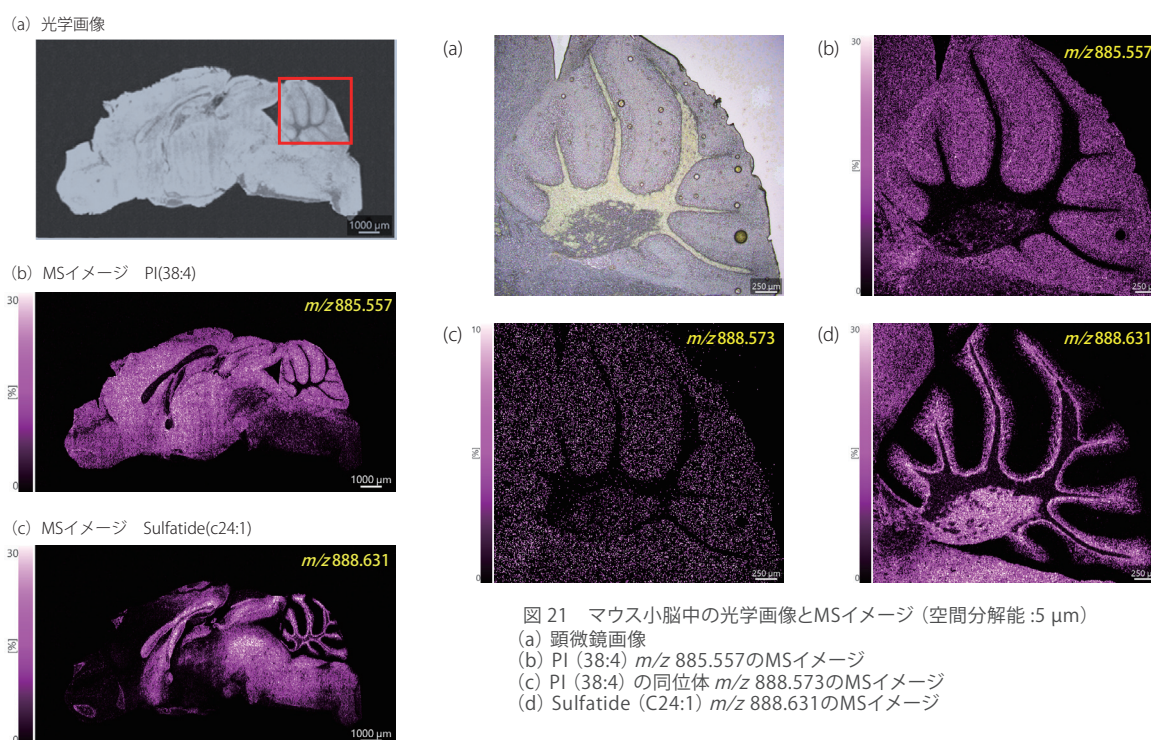 (a) 光学画像
1000 µm
(b) MSイメージ PI(38:4)
30
[%]
0
m/z 885.557
1000 µm
(c) MSイメージ Sulfatide(c24:1)
30
[%]
0
m/z 888.631
1000 µm
(a)
250 µm
(b)
30
[%]
0
m/z 885.557
250 µm
(c)
10
[%]
0
m/z 888.573
250 µm
(d)
30
[%]
0
m/z 888.631
250 µm
図 21 マウス小脳中の光学画像とMSイメージ(空間分解能 :5 µm)
(a) 顕微鏡画像
(b) PI (38:4) m/z 885.557のMSイメージ
(c) PI (38:4) の同位体 m/z 888.573のMSイメージ
(d) Sulfatide (C24:1) m/z 888.631のMSイメージ